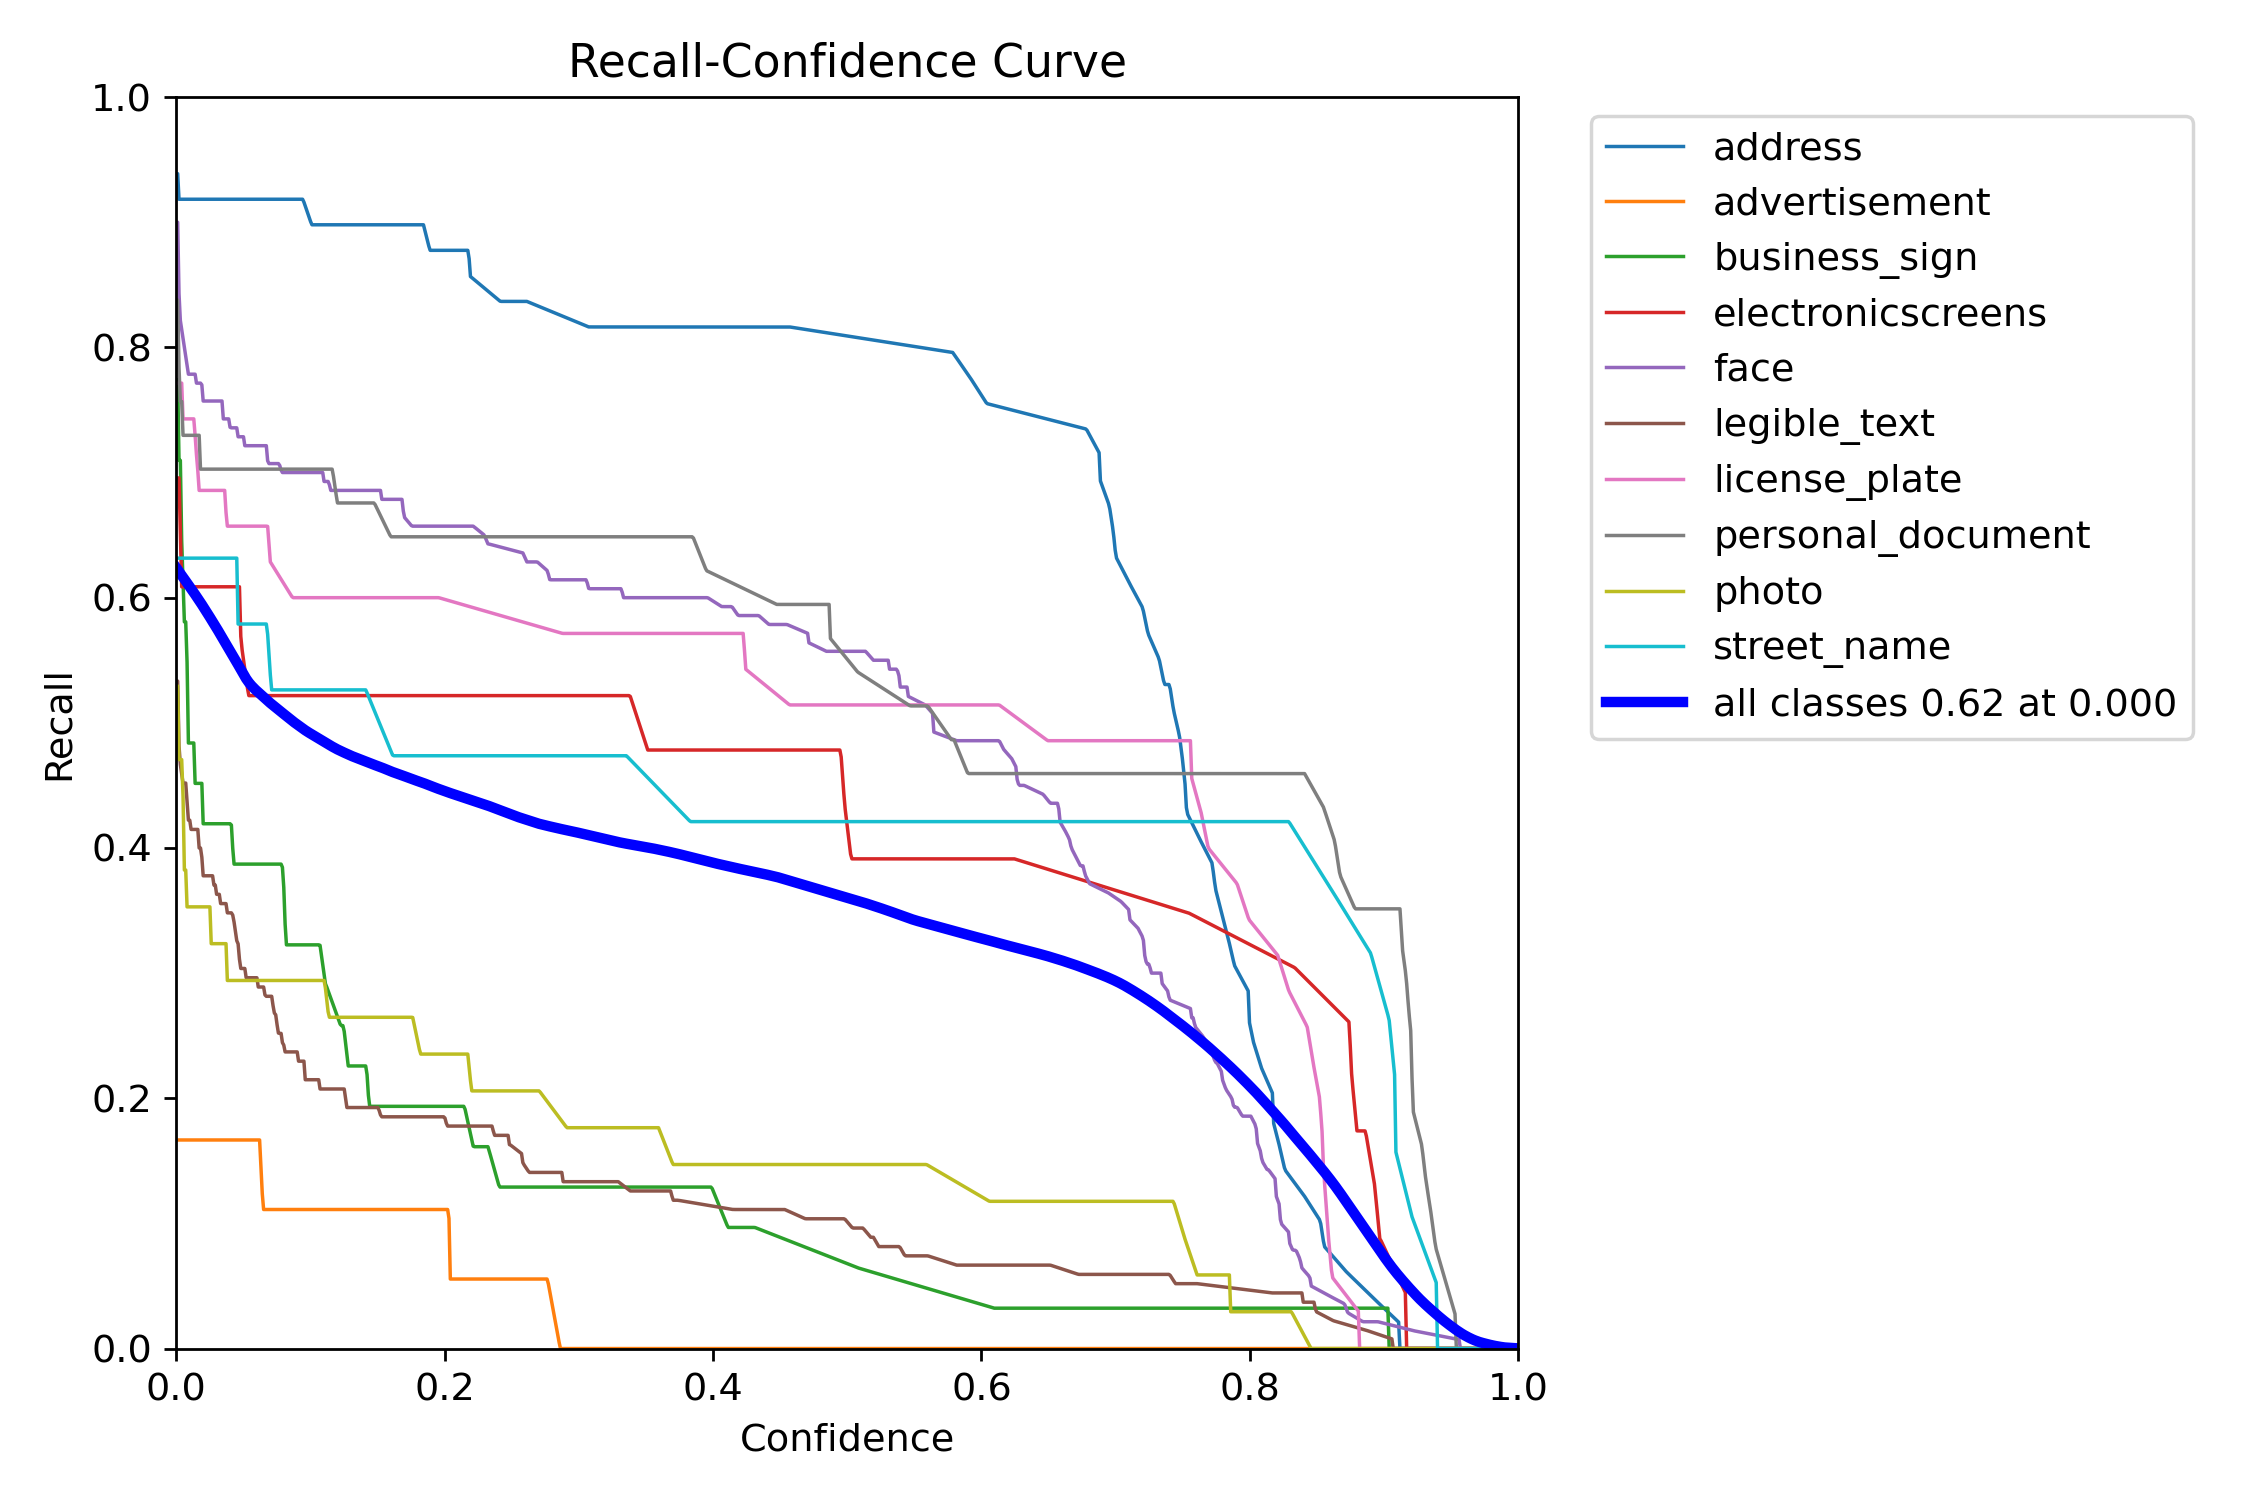 Recall-Confidence Curve
1.0
0.8
0.6
0.4
0.2
0.0
Recall
0.0 0.2 0.4 0.6 0.8 1.0
Confidence
address
advertisement
business_sign
electronicscreens
face
legible_text
license_plate
personal_document
photo
street_name
all classes 0.62 at 0.000